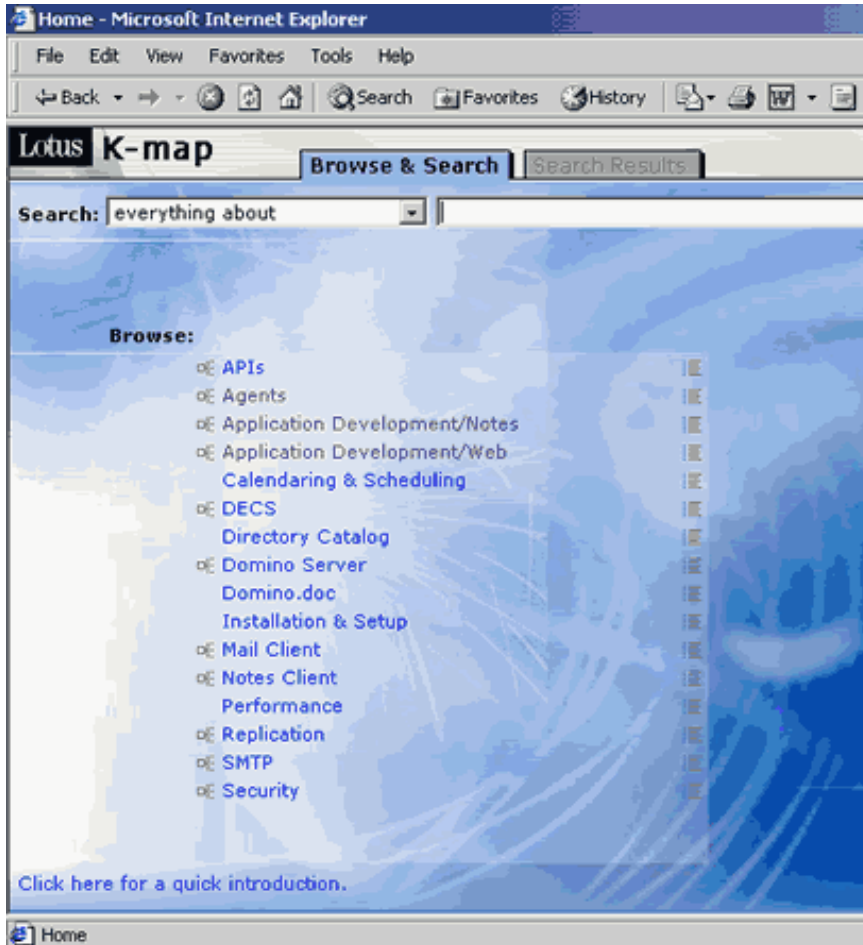 Home - Microsoft Internet Explorer
File Edit View Favorites Tools Help
Back Search Favorites History
Lotus K-map Browse & Search Search Results
Search: everything about
Browse:
APIs
Agents
Application Development/Notes
Application Development/Web
Calendaring & Scheduling
DECS
Directory Catalog
Domino Server
Domino.doc
Installation & Setup
Mail Client
Notes Client
Performance
Replication
SMTP
Security
Click here for a quick introduction.
Home